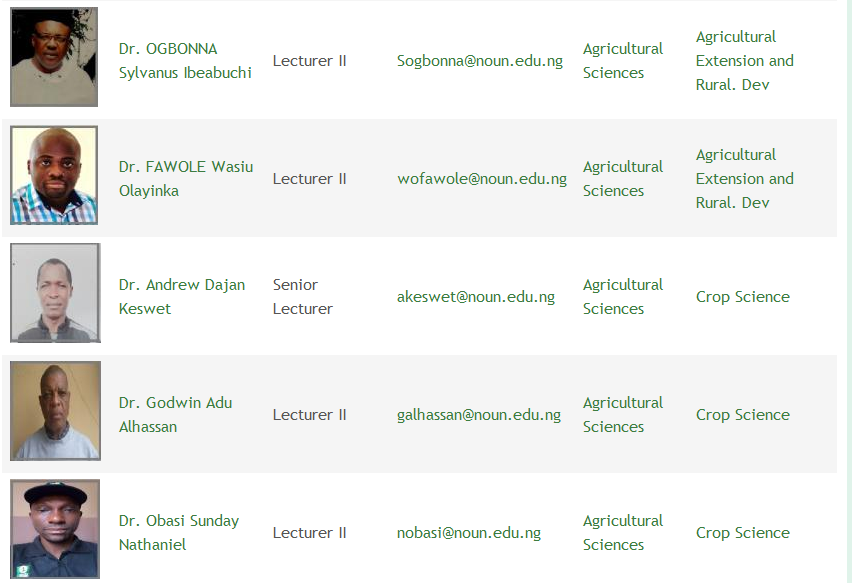 Dr. OGBONNA
Sylvanus Ibeabuchi
Lecturer II
Sogbonna@noun.edu.ng
Agricultural
Sciences
Agricultural
Extension and
Rural. Dev
Dr. FAWOLE Wasiu
Olayinka
Lecturer II
wofawole@noun.edu.ng
Agricultural
Sciences
Agricultural
Extension and
Rural. Dev
Dr. Andrew Dajan
Keswet
Senior
Lecturer
akeswet@noun.edu.ng
Agricultural
Sciences
Crop Science
Dr. Godwin Adu
Alhassan
Lecturer II
galhassan@noun.edu.ng
Agricultural
Sciences
Crop Science
Dr. Obasi Sunday
Nathaniel
Lecturer II
nobasi@noun.edu.ng
Agricultural
Sciences
Crop Science